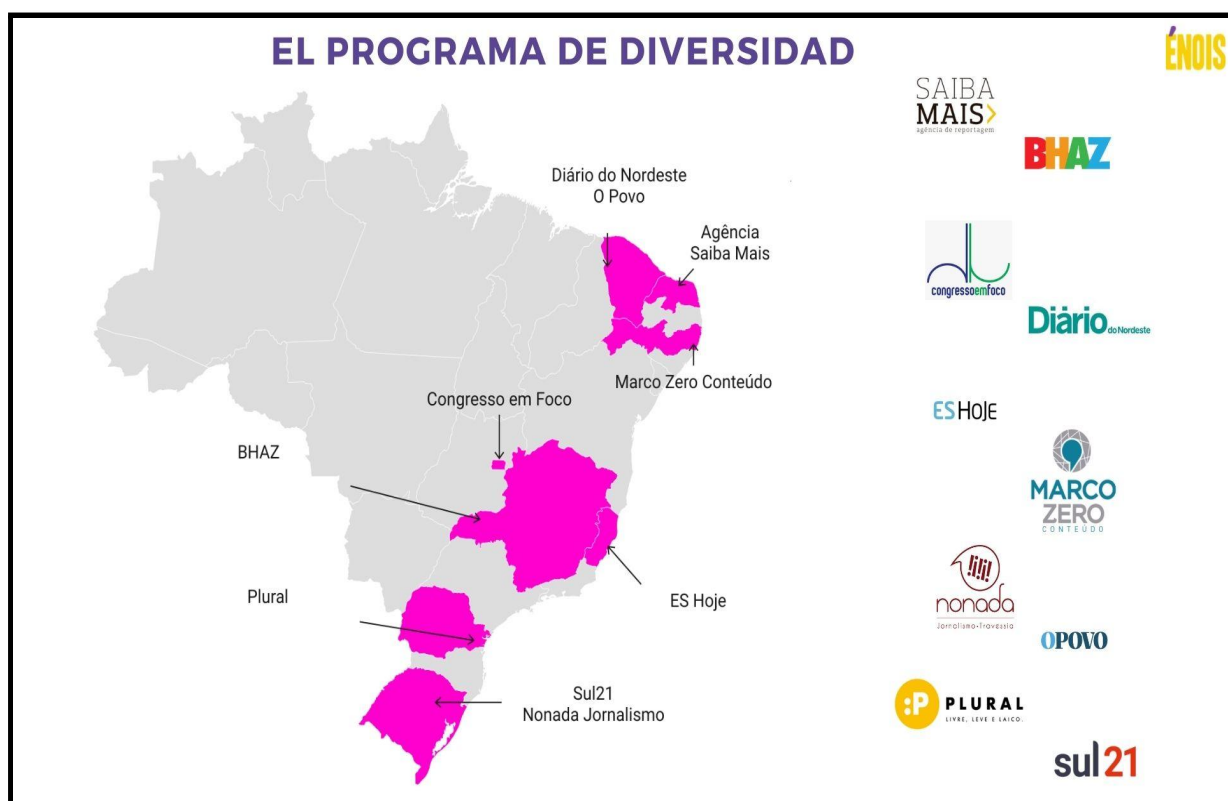 EL PROGRAMA DE DIVERSIDAD
ÉNOIS
SAIBA
MAIS>
agência de reportagem
BHAZ
Diário do Nordeste
O Povo
Agência
Saiba Mais
congressoemfoco
Diário do Nordeste
Marco Zero Conteúdo
Congresso em Foco
ES HOJE
BHAZ
MARCO
ZERO
CONTEÚDO
Plural
ES Hoje
nonada
Jornalismo-Travessia
OPOVO
Sul21
Nonada Jornalismo
:P PLURAL
LIVRE, LEVE E LAICO.
sul21